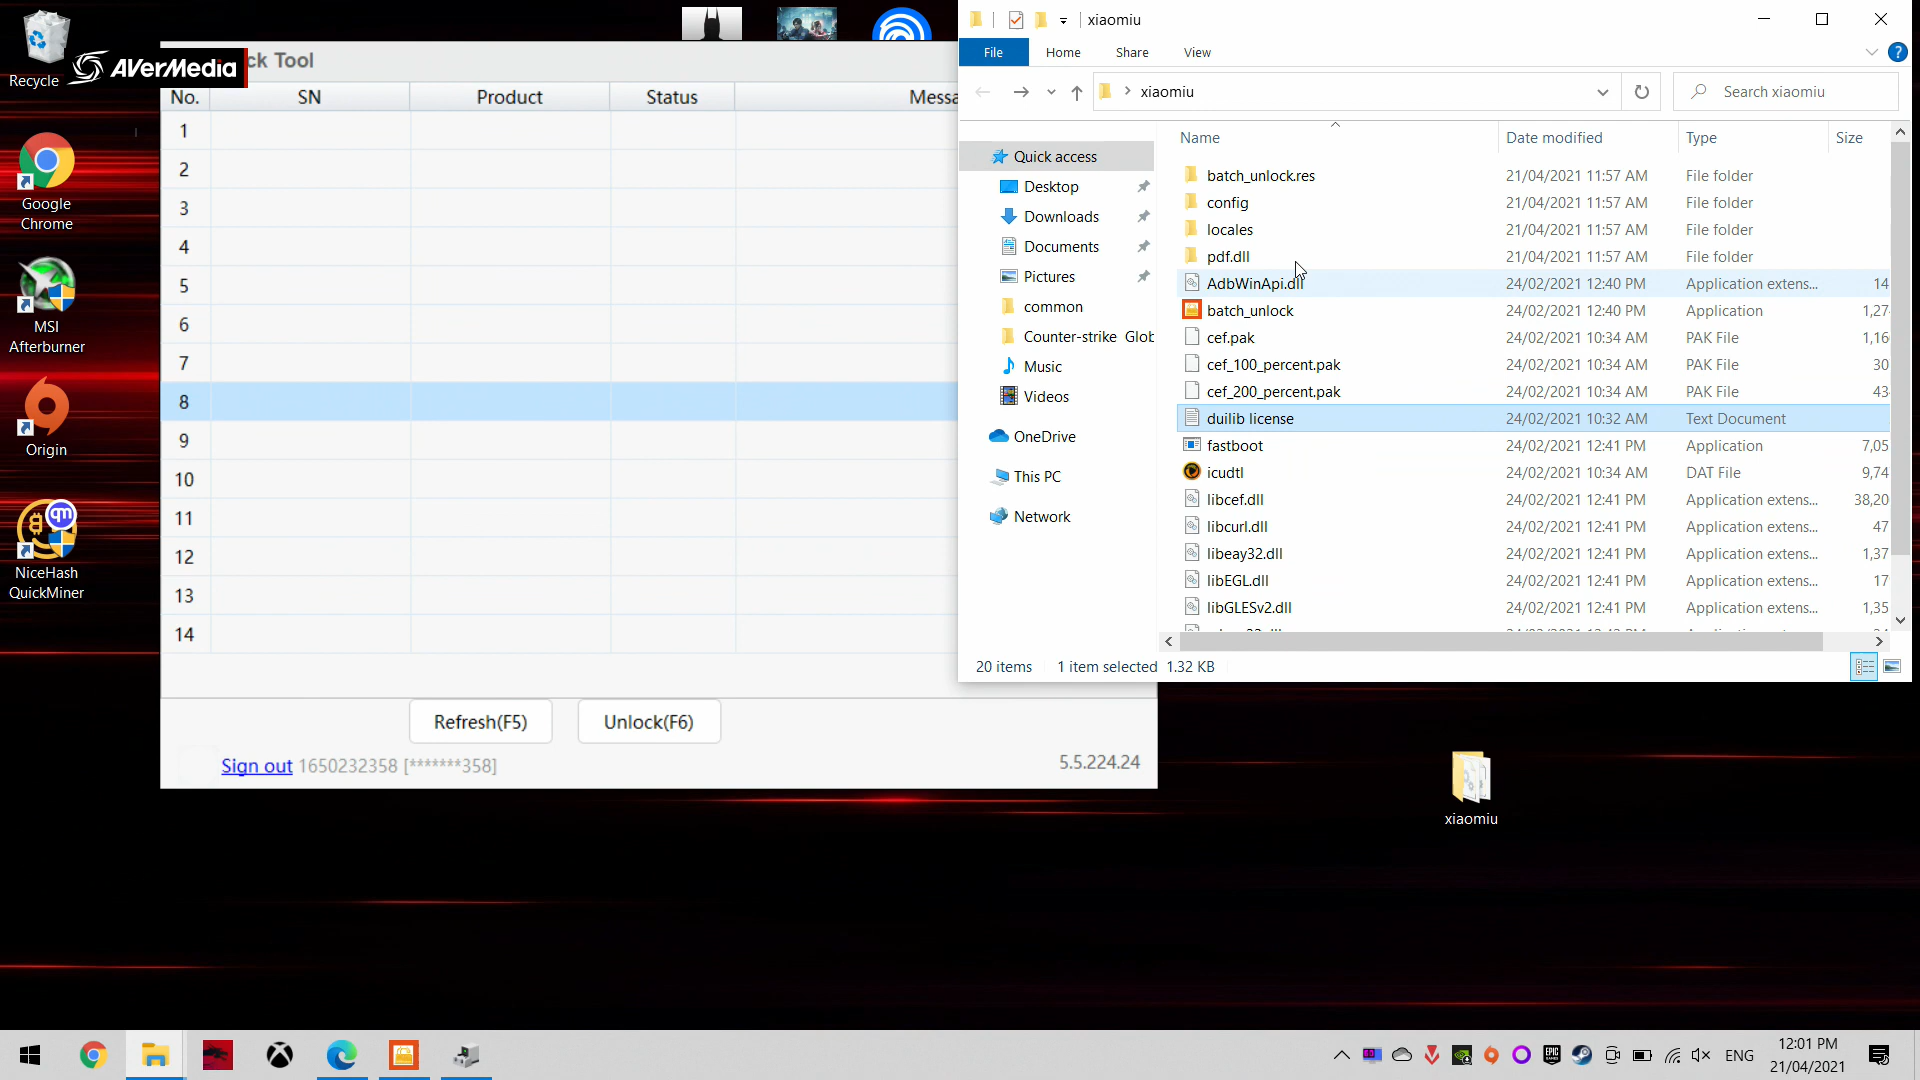 Recycle
AVerMedia
Google
Chrome
MSI
Afterburner
Origin
NiceHash
QuickMiner
ck Tool
No. SN Product Status Messa
1
2
3
4
5
6
7
8
9
10
11
12
13
14
Refresh(F5) Unlock(F6)
Sign out 1650232358 [*******358]
5.5.224.24
xiaomiu
File Home Share View
xiaomiu
Search xiaomiu
Quick access
Desktop
Downloads
Documents
Pictures
common
Counter-strike Glob
Music
Videos
OneDrive
This PC
Network
Name Date modified Type Size
batch_unlock.res 21/04/2021 11:57 AM File folder
config 21/04/2021 11:57 AM File folder
locales 21/04/2021 11:57 AM File folder
pdf.dll 21/04/2021 11:57 AM File folder
AdbWinApi.dll 24/02/2021 12:40 PM Application extens... 14
batch_unlock 24/02/2021 12:40 PM Application 1,27
cef.pak 24/02/2021 10:34 AM PAK File 1,16
cef_100_percent.pak 24/02/2021 10:34 AM PAK File 30
cef_200_percent.pak 24/02/2021 10:34 AM PAK File 43
duilib license 24/02/2021 10:32 AM Text Document
fastboot 24/02/2021 12:41 PM Application 7,05
icudtl 24/02/2021 10:34 AM DAT File 9,74
libcef.dll 24/02/2021 12:41 PM Application extens... 38,20
libcurl.dll 24/02/2021 12:41 PM Application extens... 47
libeay32.dll 24/02/2021 12:41 PM Application extens... 1,37
libEGL.dll 24/02/2021 12:41 PM Application extens... 17
libGLESv2.dll 24/02/2021 12:41 PM Application extens... 1,35
20 items 1 item selected 1.32 KB
xiaomiu
ENG
12:01 PM
21/04/2021